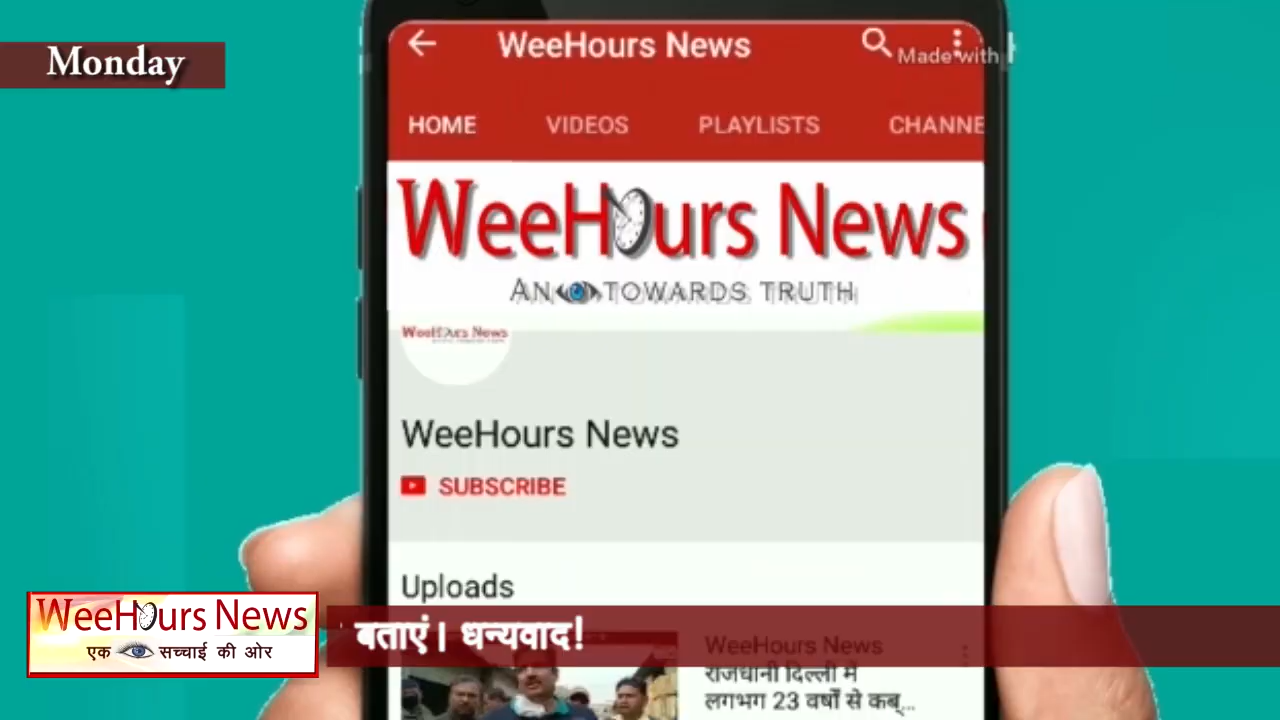 Monday
WeeHours News
Made with
HOME VIDEOS PLAYLISTS CHANNE
WeeHours News
AN TOWARDS TRUTH
WeeHours News
WeeHours News
SUBSCRIBE
Uploads
WeeHours News
एक सच्चाई की ओर
बताएं। धन्यवाद!
WeeHours News
राजधानी दिल्ली में
लगभग 23 वर्षों से कब्...